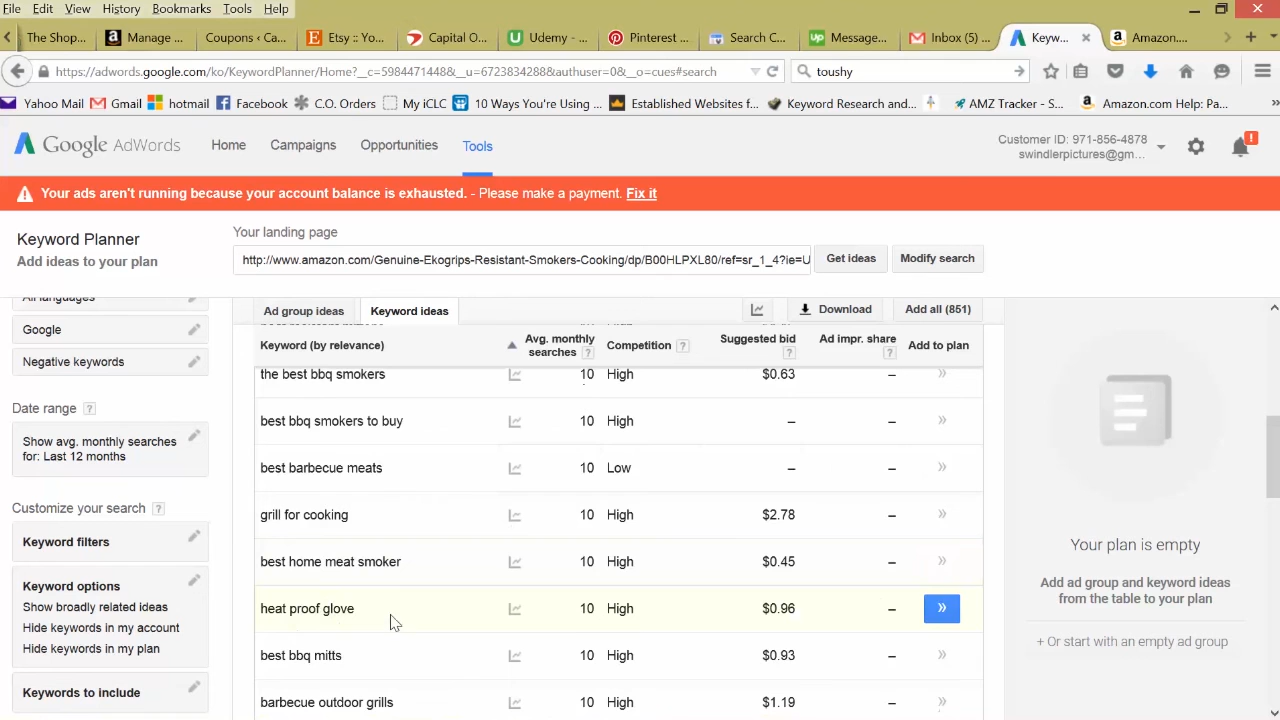 File Edit View History Bookmarks Tools Help
The Shop... Manage ... Coupons ‹ Ca... Etsy :: Yo... Capital O... Udemy - ... Pinterest ... Search C... Message... Inbox (5) ... Keyw... × Amazon....
https://adwords.google.com/ko/KeywordPlanner/Home?__c=5984471448&__u=6723834288&authuser=0&__o=cues#search toushy
Yahoo Mail Gmail hotmail Facebook C.O. Orders My iCLC 10 Ways You're Using ... Established Websites f... Keyword Research and... AMZ Tracker - S... Amazon.com Help: Pa...
Google AdWords Home Campaigns Opportunities Tools
Customer ID: 971-856-4878
swindlerpictures@gm...
Your ads aren't running because your account balance is exhausted. - Please make a payment. Fix it
Keyword Planner
Add ideas to your plan
Your landing page
http://www.amazon.com/Genuine-Ekogrips-Resistant-Smokers-Cooking/dp/B00HLPXL80/ref=sr_1_4?ie=U Get ideas Modify search
All languages
Google
Negative keywords
Date range ?
Show avg. monthly searches
for: Last 12 months
Customize your search ?
Keyword filters
Keyword options
Show broadly related ideas
Hide keywords in my account
Hide keywords in my plan
Keywords to include
Ad group ideas Keyword ideas Download Add all (851)
Keyword (by relevance) Avg. monthly searches ? Competition ? Suggested bid ? Ad impr. share ? Add to plan
the best bbq smokers 10 High $0.63 – »
best bbq smokers to buy 10 High – – »
best barbecue meats 10 Low – – »
grill for cooking 10 High $2.78 – »
best home meat smoker 10 High $0.45 – »
heat proof glove 10 High $0.96 – »
best bbq mitts 10 High $0.93 – »
barbecue outdoor grills 10 High $1.19 – »
Your plan is empty
Add ad group and keyword ideas
from the table to your plan
+ Or start with an empty ad group